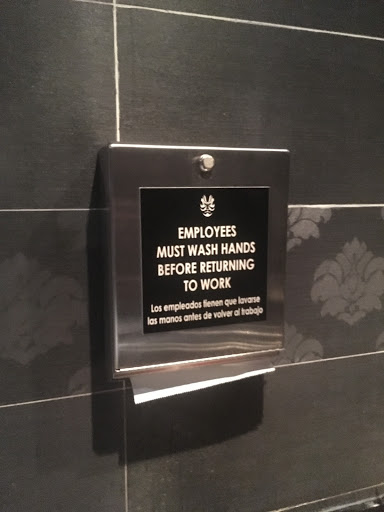 EMPLOYEES
MUST WASH HANDS
BEFORE RETURNING
TO WORK
Los empleados tienen que lavarse
las manos antes de volver al trabajo